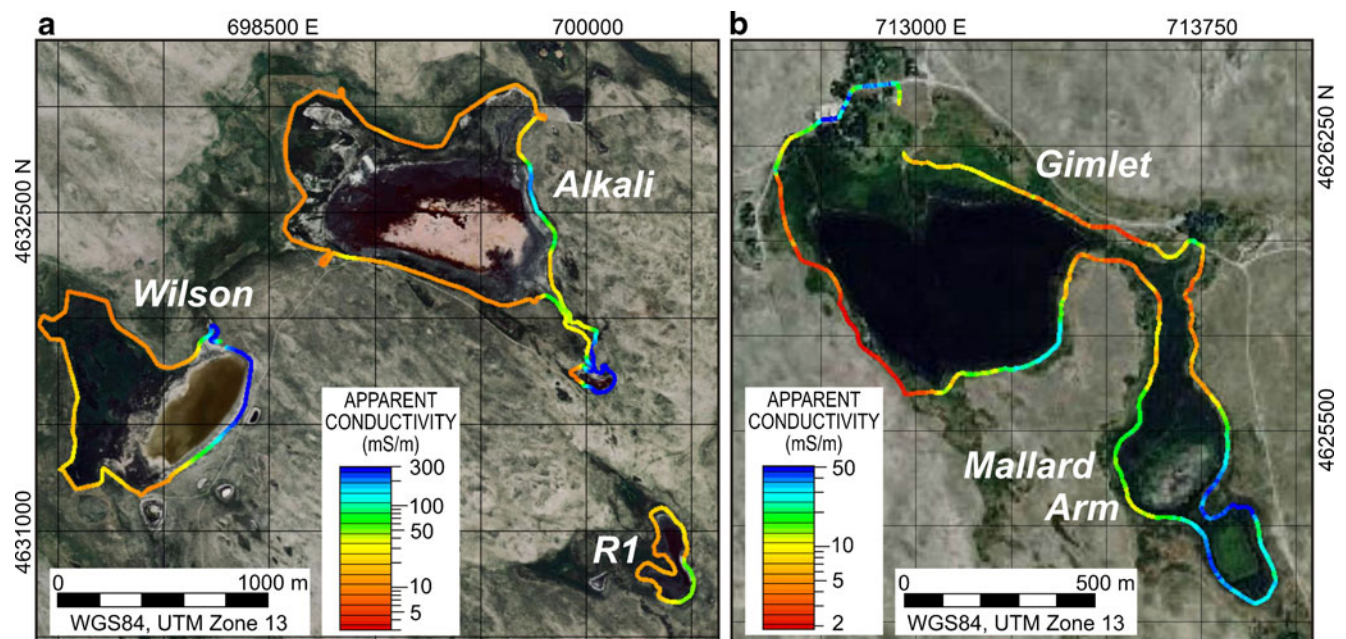 a
698500 E
700000
4632500 N
4631000
Alkali
Wilson
R1
APPARENT
CONDUCTIVITY
(mS/m)
300
100
50
10
5
0
1000 m
WGS84, UTM Zone 13
b
713000 E
713750
4626250 N
4625500
Gimlet
Mallard
Arm
APPARENT
CONDUCTIVITY
(mS/m)
50
10
5
2
0
500 m
WGS84, UTM Zone 13